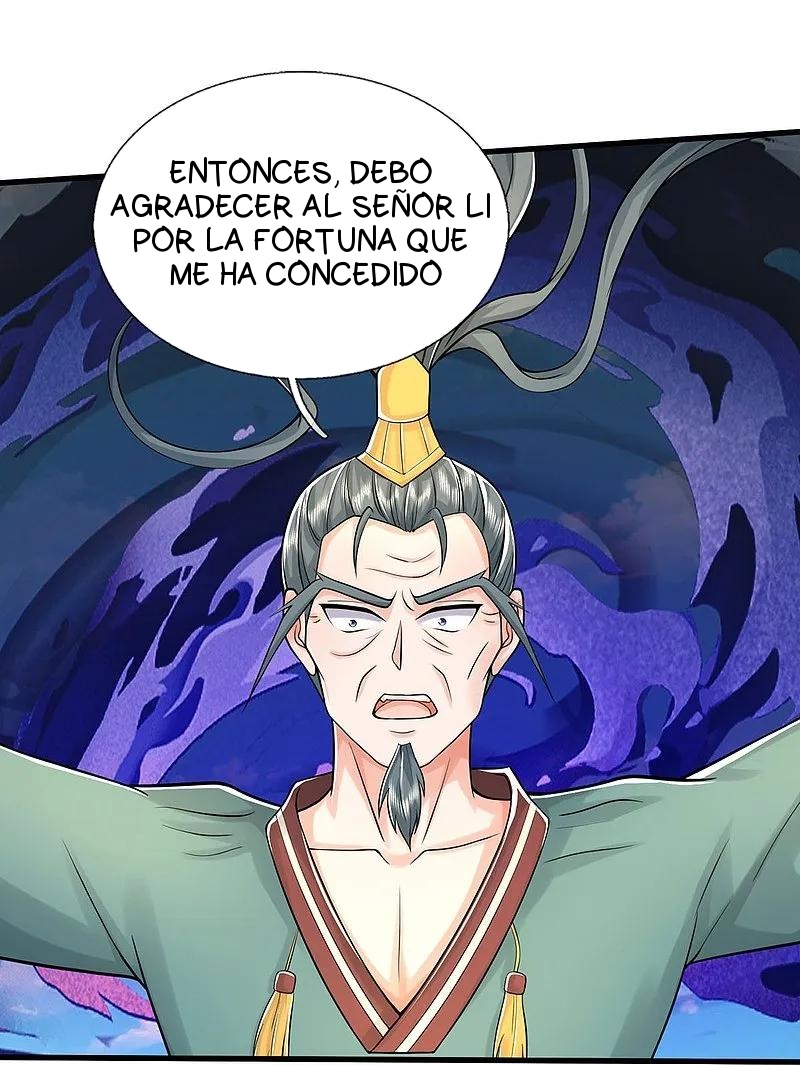 ENTONCES, DEBO
AGRADECER AL SEÑOR LI
POR LA FORTUNA QUE
ME HA CONCEDIDO